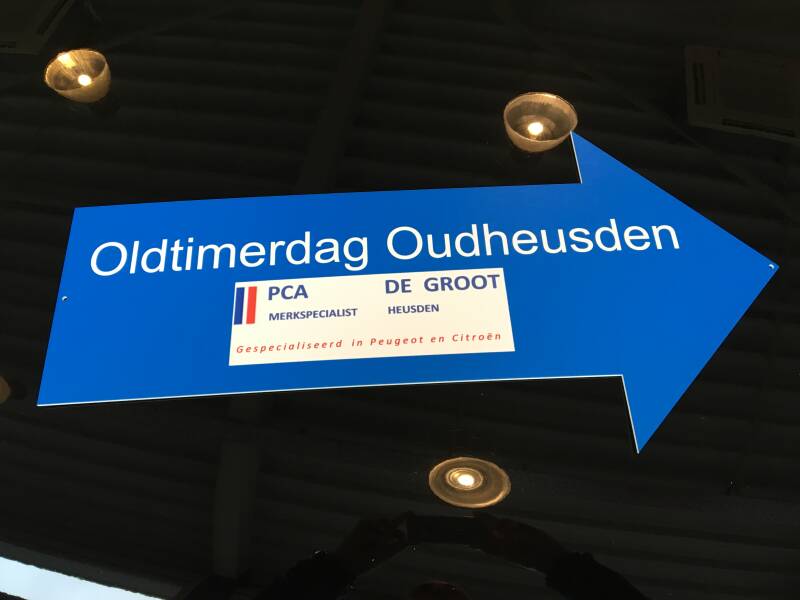 Oldtimerdag Oudheusden
PCA DE GROOT
MERKSPECIALIST HEUSDEN
Gespecialiseerd in Peugeot en Citroën